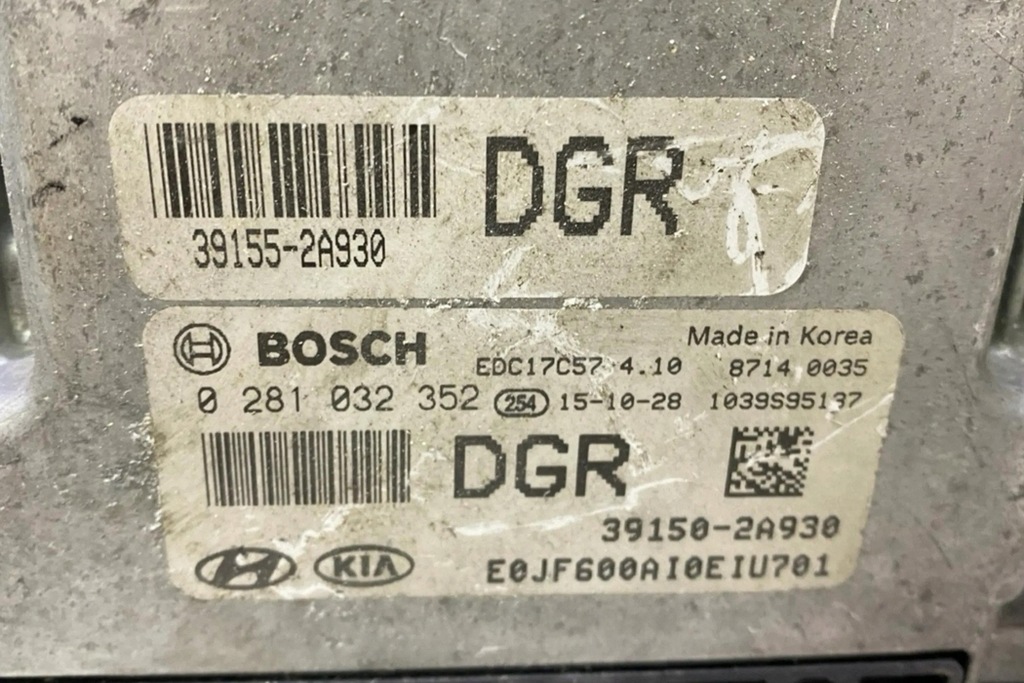 DGR
39155-2A930
BOSCH
Made in Korea
EDC17C57 4.10
8714 0035
0 281 032 352
254
15-10-28
1039S95137
DGR
39150-2A930
KIA
E0JF600AI0EIU701